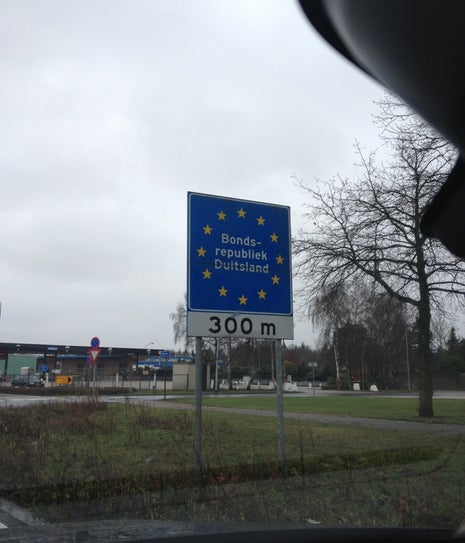 Bonds-
republiek
Duitsland
300 m